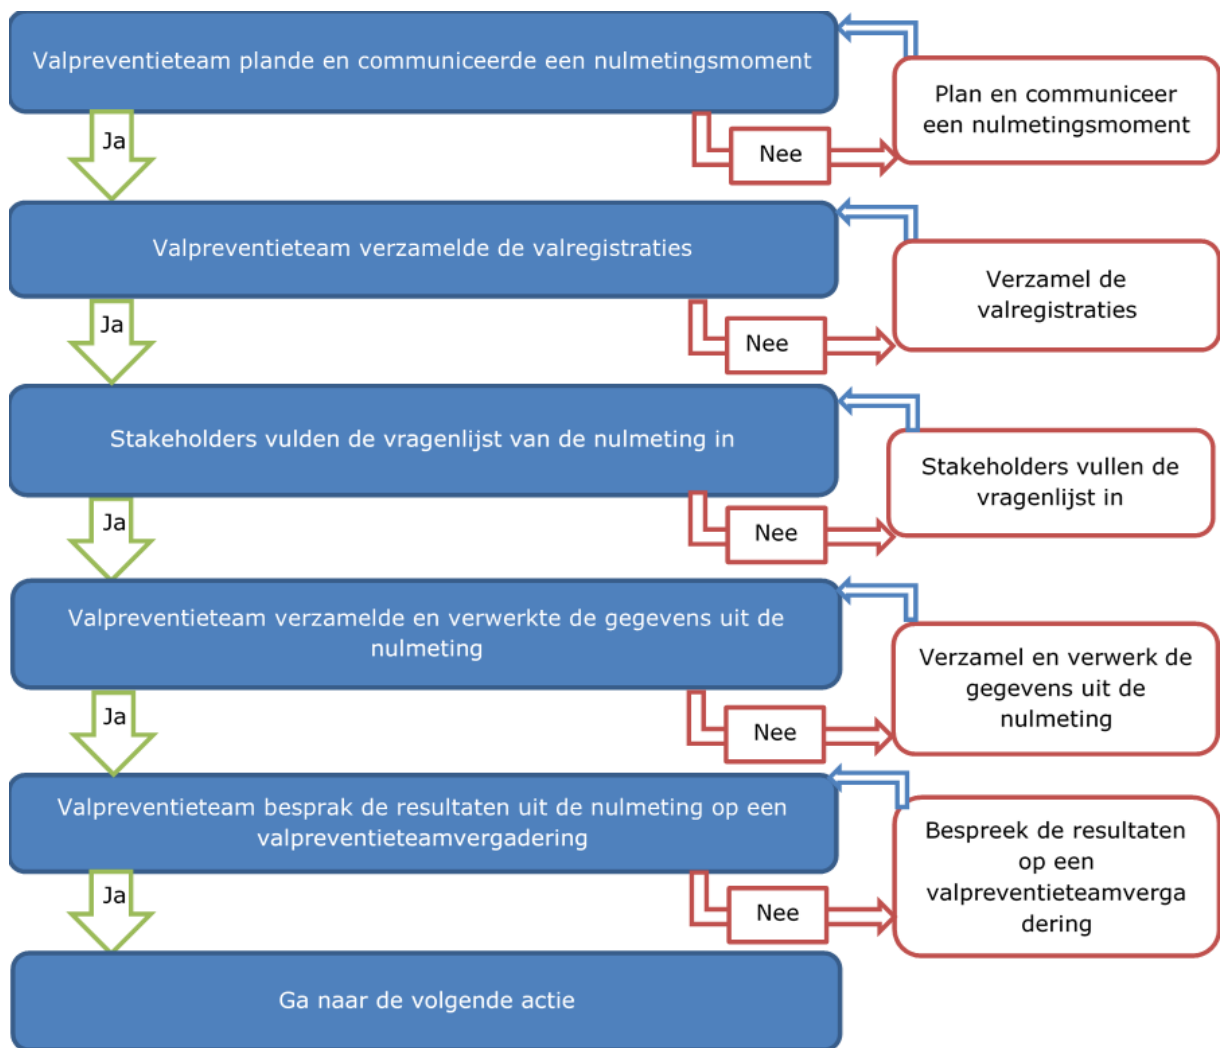 Valpreventieteam plande en communiceerde een nulmetingsmoment
Plan en communiceer
een nulmetingsmoment
Ja
Nee
Valpreventieteam verzamelde de valregistraties
Verzamel de
valregistraties
Ja
Nee
Stakeholders vulden de vragenlijst van de nulmeting in
Stakeholders vullen de
vragenlijst in
Ja
Nee
Valpreventieteam verzamelde en verwerkte de gegevens uit de
nulmeting
Verzamel en verwerk de
gegevens uit de
nulmeting
Ja
Nee
Valpreventieteam besprak de resultaten uit de nulmeting op een
valpreventieteamvergadering
Bespreek de resultaten
op een
valpreventieteamverga
dering
Ja
Nee
Ga naar de volgende actie